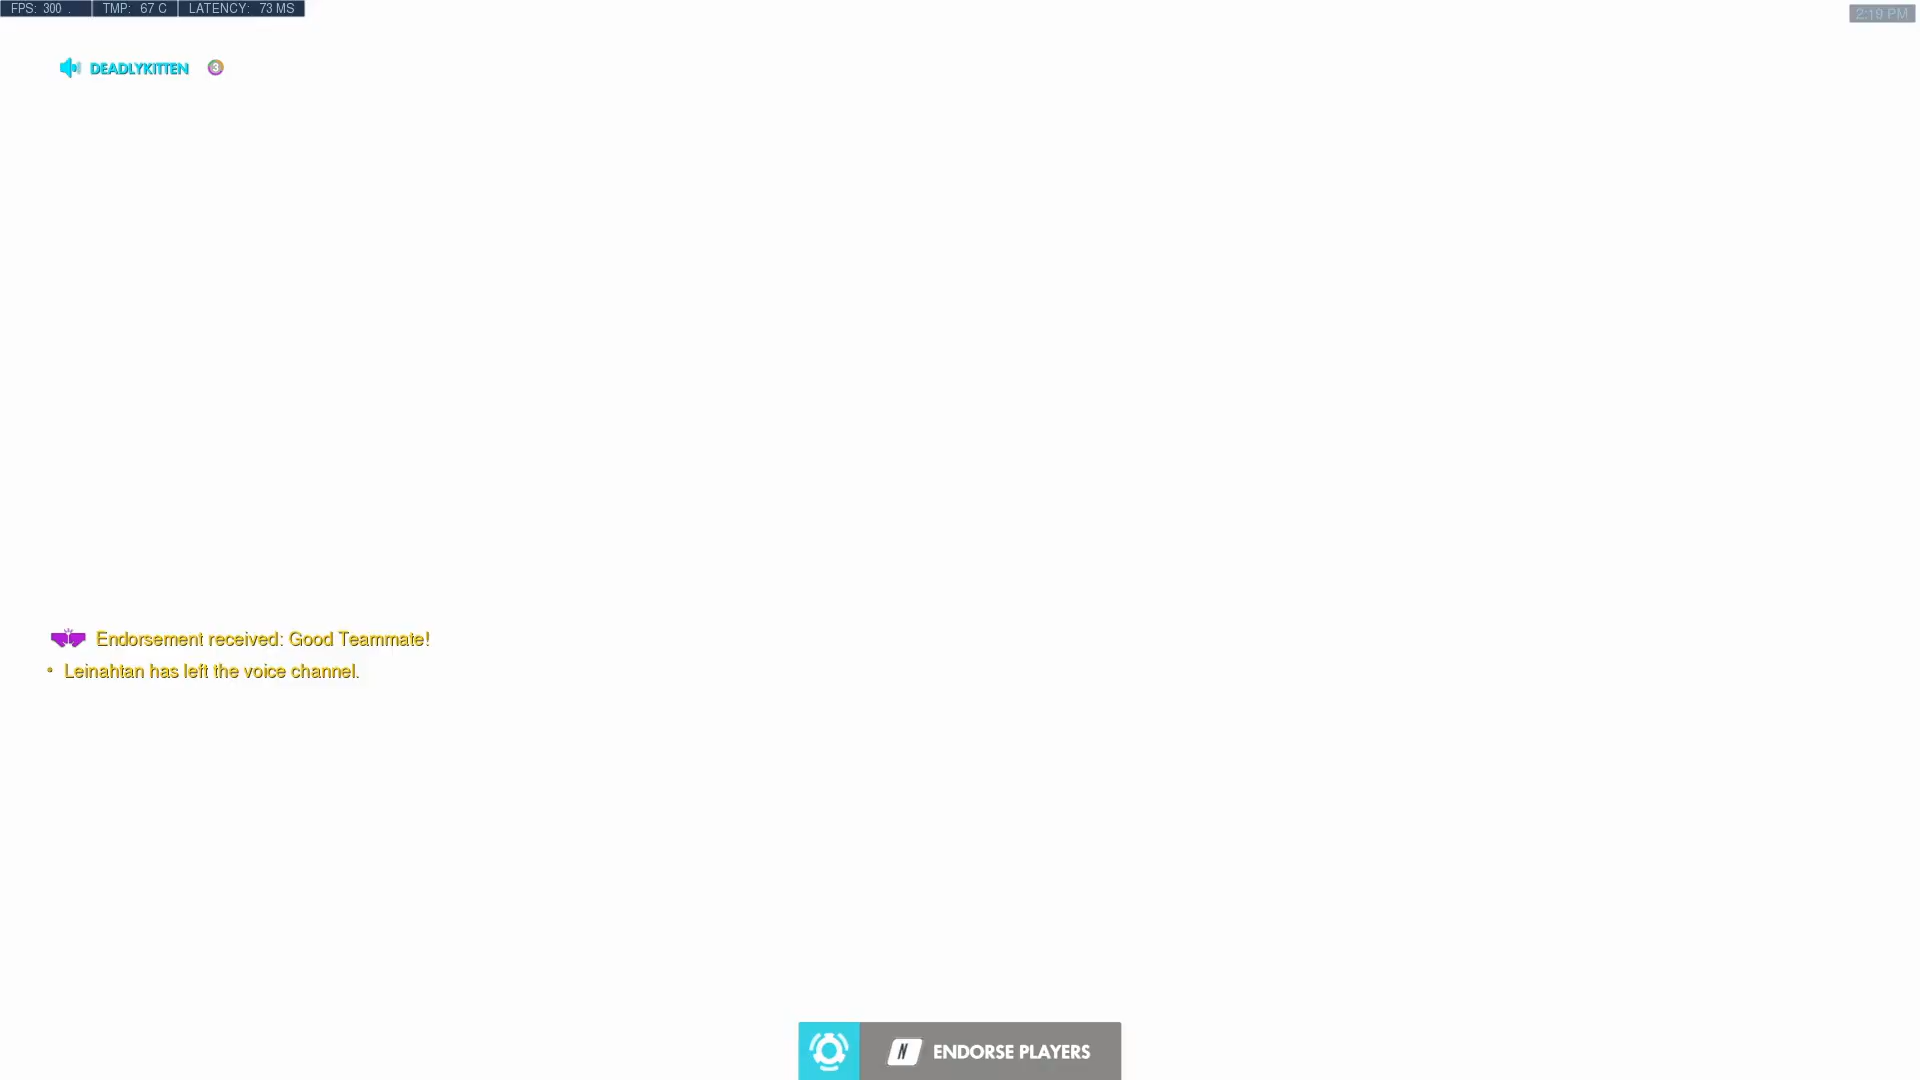 FPS: 300 . TMP: 67 C LATENCY: 73 MS
2:19 PM
DEADLYKITTEN 3
Endorsement received: Good Teammate!
• Leinahtan has left the voice channel.
N ENDORSE PLAYERS